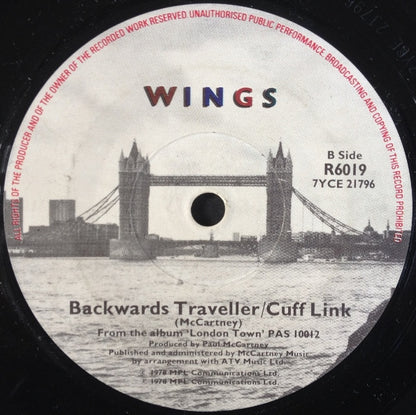 ALL RIGHTS OF THE PRODUCER AND OF THE OWNER OF THE RECORDED WORK RESERVED. UNAUTHORISED PUBLIC PERFORMANCE, BROADCASTING AND COPYING OF THIS RECORD PROHIBITED
WINGS
B Side
R6019
7YCE 21796
Backwards Traveller/Cuff Link
(McCartney)
From the album 'London Town' PAS 10012
Produced by Paul McCartney
Published and administered by McCartney Music
by arrangement with ATV Music Ltd.
℗ 1978 MPL Communications Ltd.
© 1978 MPL Communications Ltd.